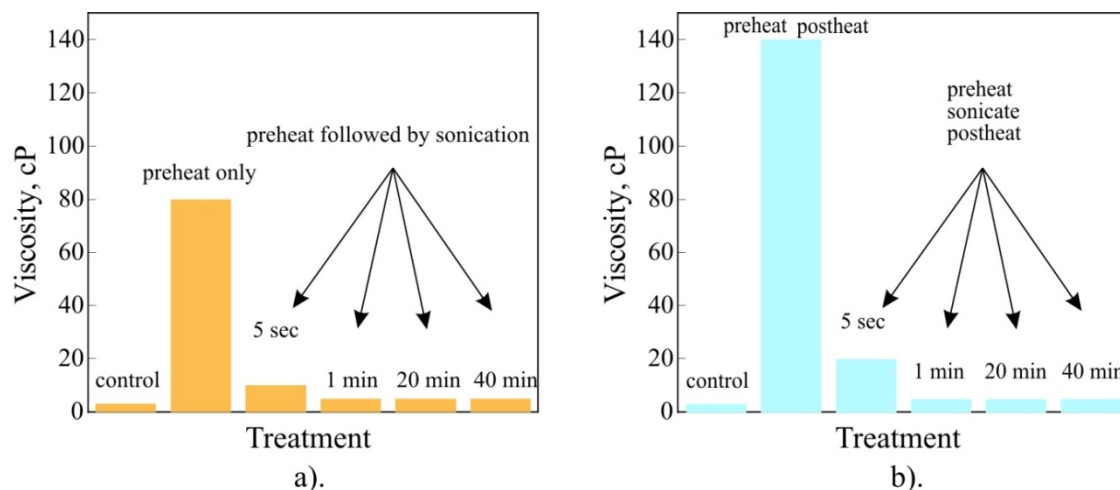 140
120
100
80
60
40
20
0
Viscosity, cP
preheat followed by sonication
preheat only
5 sec
control
1 min
20 min
40 min
Treatment
a).
140
120
100
80
60
40
20
0
Viscosity, cP
preheat postheat
preheat
sonicate
postheat
5 sec
control
1 min
20 min
40 min
Treatment
b).